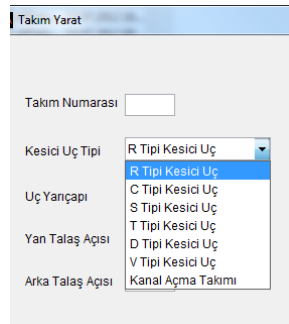 Takım Yarat
Takım Numarası
Kesici Uç Tipi R Tipi Kesici Uç
R Tipi Kesici Uç
C Tipi Kesici Uç
Uç Yarıçapı S Tipi Kesici Uç
T Tipi Kesici Uç
Yan Talaş Açısı D Tipi Kesici Uç
V Tipi Kesici Uç
Arka Talaş Açısı Kanal Açma Takımı